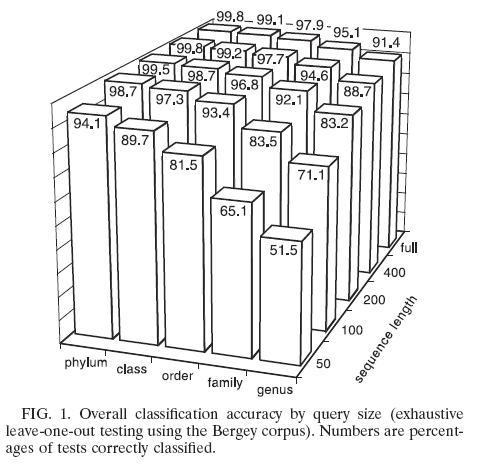 99.8 99.1 97.9 95.1 91.4
99.8 99.2 97.7 94.6 88.7
99.5 98.7 96.8 92.1 83.2
98.7 97.3 93.4 83.5 71.1
94.1 89.7 81.5 65.1 51.5
full
400
200
100
50
sequence length
phylum class order family genus
FIG. 1. Overall classification accuracy by query size (exhaustive
leave-one-out testing using the Bergey corpus). Numbers are percent-
ages of tests correctly classified.